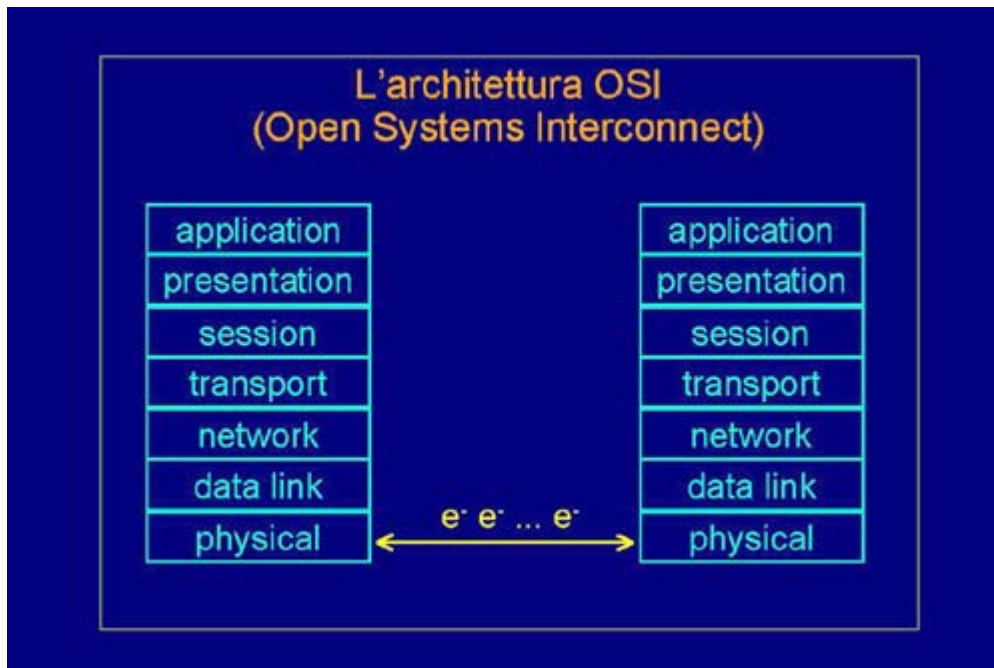 L'architettura OSI
(Open Systems Interconnect)
application
presentation
session
transport
network
data link
physical
e- e- ... e-
application
presentation
session
transport
network
data link
physical